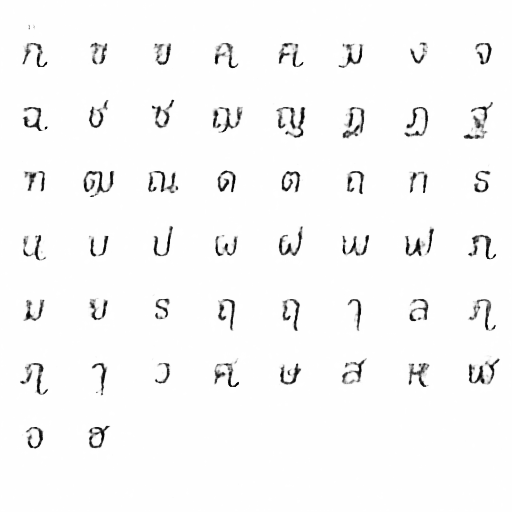 ก ข ฃ ค ฅ ฆ ง จ
ฉ ช ซ ฌ ญ ฎ ฏ ฐ
ฑ ฒ ณ ด ต ถ ท ธ
น บ ป ผ ฝ พ ฟ ภ
ม ย ร ฤ ฤ ๅ ล ฦ
ฦ ๅ ว ศ ษ ส ห ฬ
อ ฮ